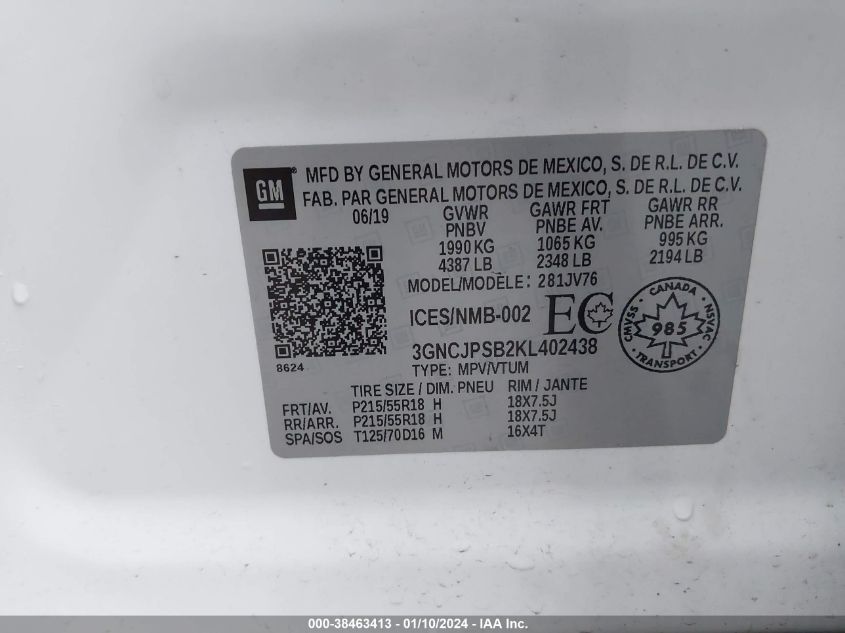 GM ® MFD BY GENERAL MOTORS DE MEXICO, S. DE R.L. DE C.V.
FAB. PAR GENERAL MOTORS DE MEXICO, S. DE R.L. DE C.V.
06/19 GVWR GAWR FRT GAWR RR
PNBV PNBE AV. PNBE ARR.
1990 KG 1065 KG 995 KG
4387 LB 2348 LB 2194 LB
MODEL/MODÈLE: 281JV76
ICES/NMB-002 EC
CANADA
CMVSS 985 NSVAC
TRANSPORT
3GNCJPSB2KL402438
8624
TYPE: MPV/VTUM
TIRE SIZE / DIM. PNEU RIM / JANTE
FRT/AV. P215/55R18 H 18X7.5J
RR/ARR. P215/55R18 H 18X7.5J
SPA/SOS T125/70D16 M 16X4T
000-38463413 - 01/10/2024 - IAA Inc.